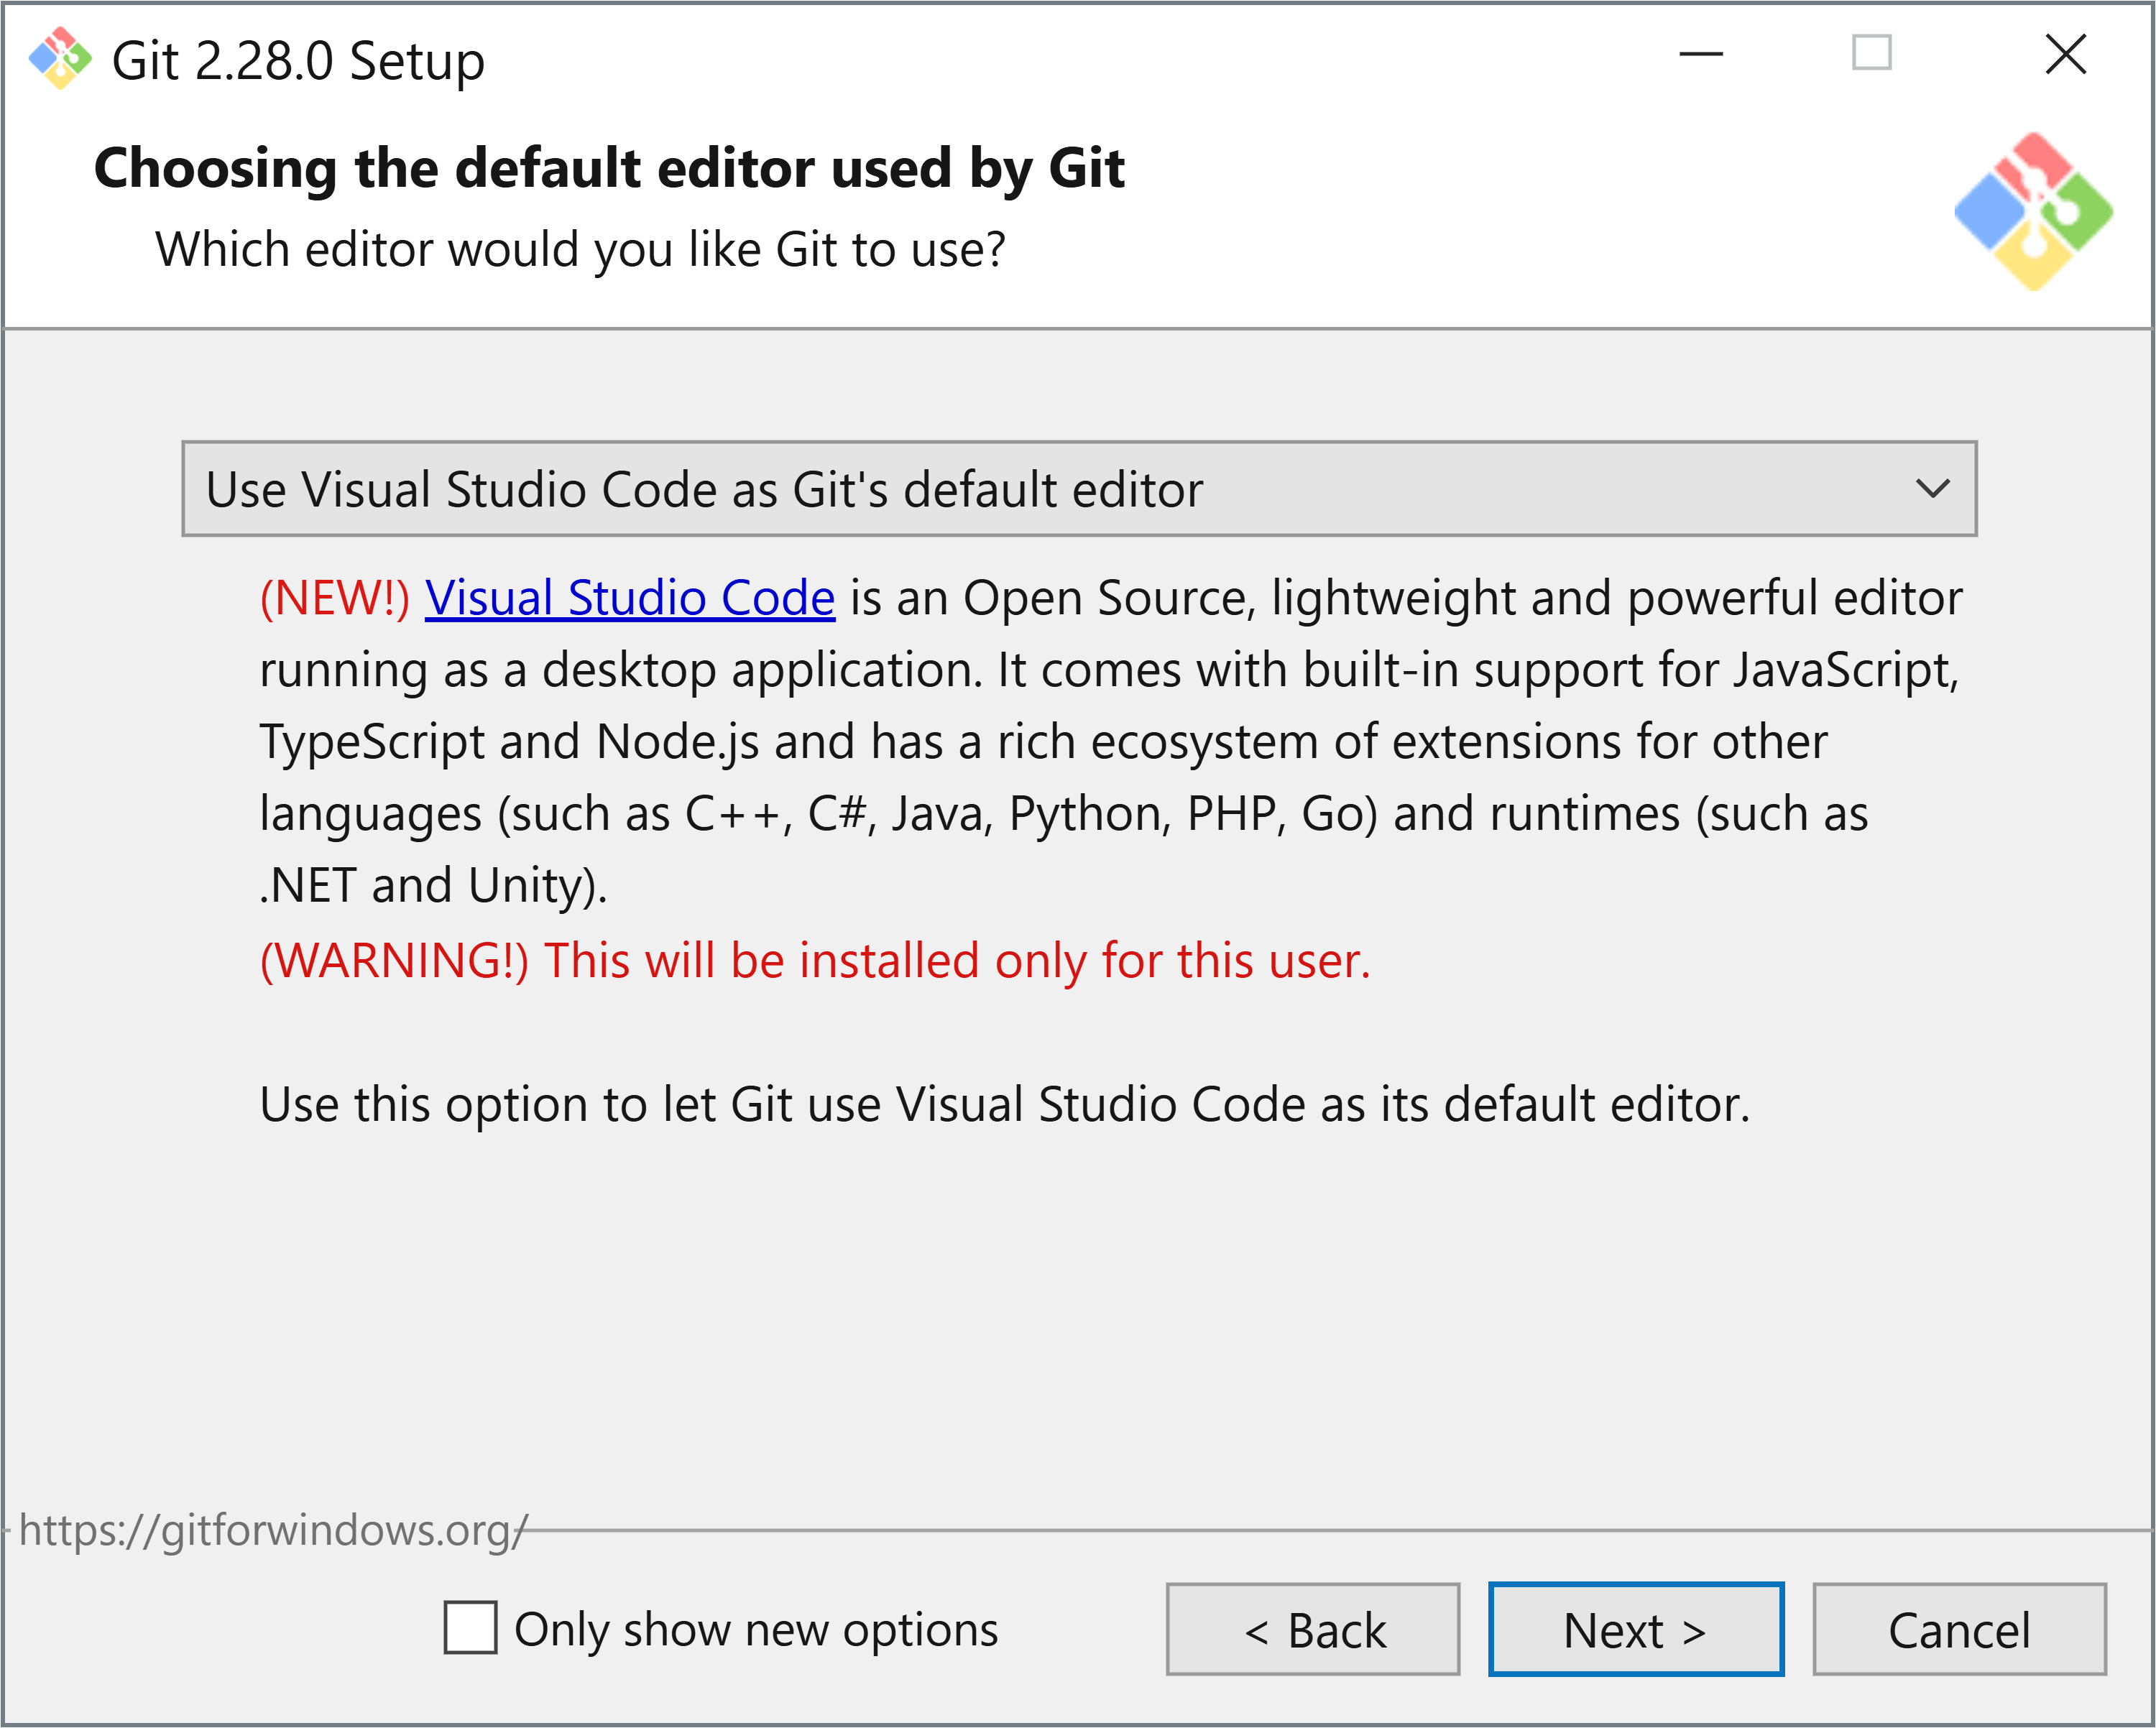 Git 2.28.0 Setup
Choosing the default editor used by Git
Which editor would you like Git to use?
Use Visual Studio Code as Git's default editor
(NEW!) Visual Studio Code is an Open Source, lightweight and powerful editor
running as a desktop application. It comes with built-in support for JavaScript,
TypeScript and Node.js and has a rich ecosystem of extensions for other
languages (such as C++, C#, Java, Python, PHP, Go) and runtimes (such as
.NET and Unity).
(WARNING!) This will be installed only for this user.
Use this option to let Git use Visual Studio Code as its default editor.
https://gitforwindows.org/
Only show new options
< Back
Next >
Cancel